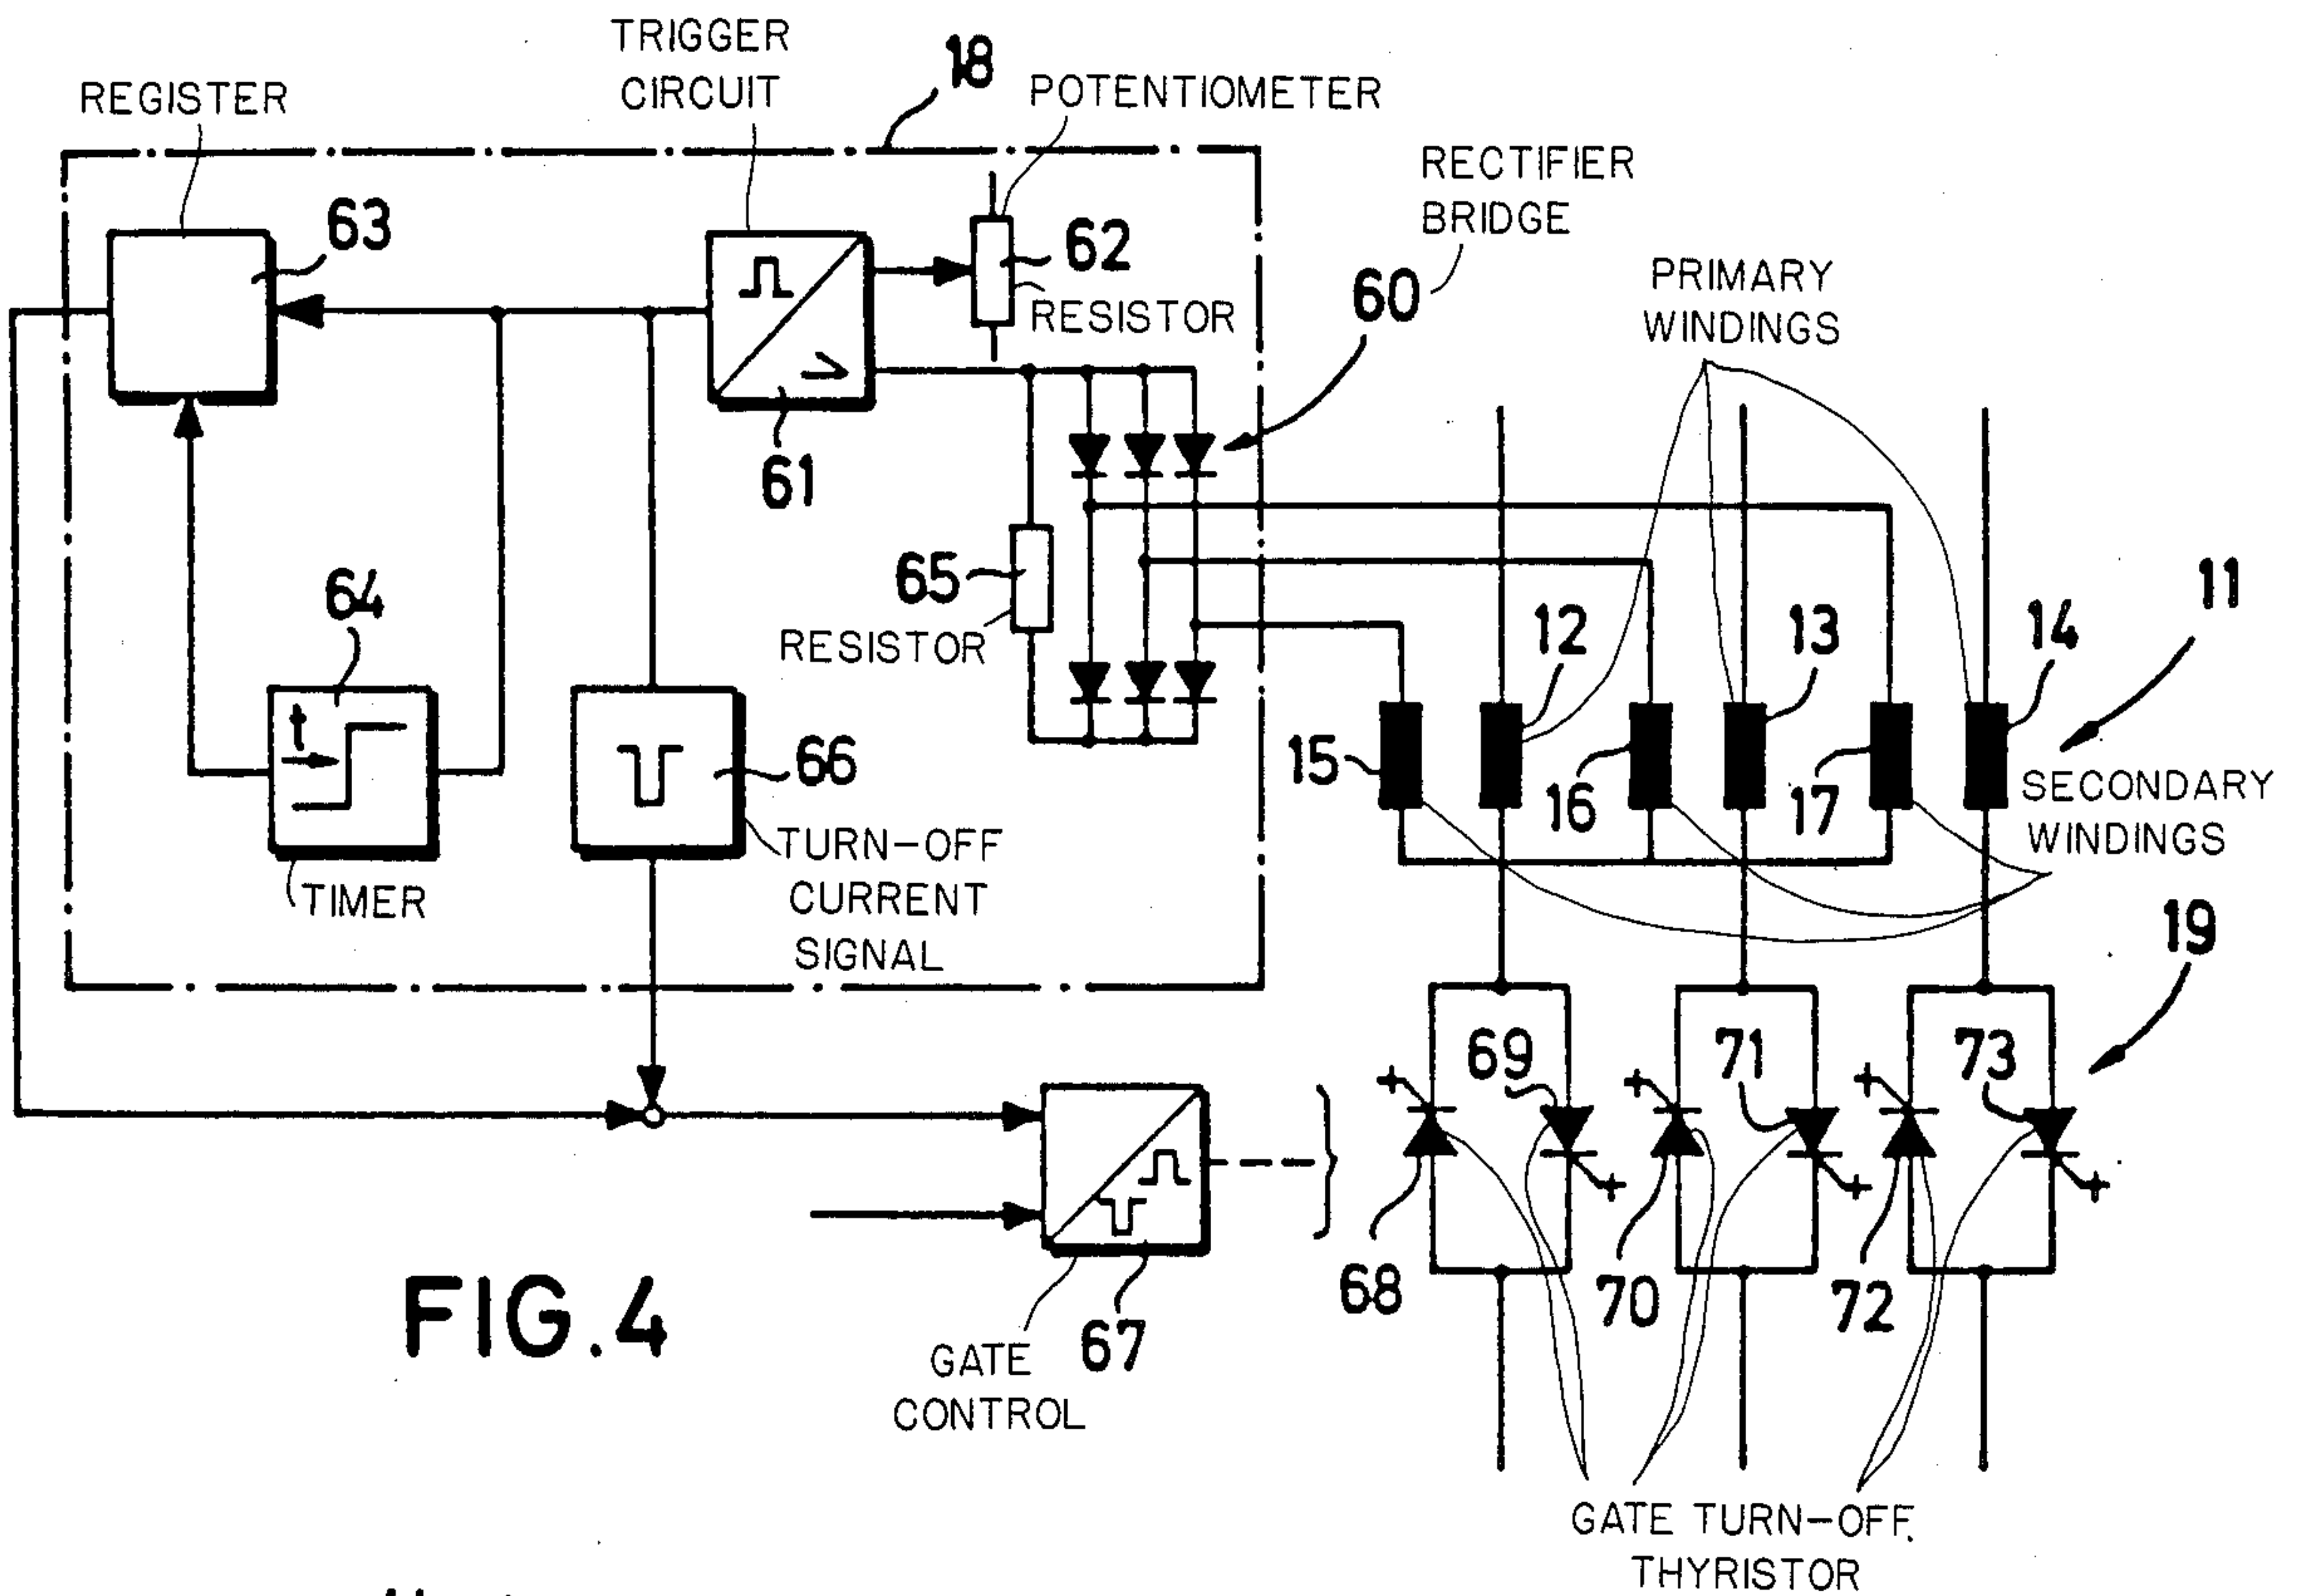 TRIGGER
CIRCUIT
18
POTENTIOMETER
REGISTER
RECTIFIER
BRIDGE
63
62
RESISTOR
60
PRIMARY
WINDINGS
61
65
RESISTOR
64
t
12
13
14
11
66
15
16
17
SECONDARY
WINDINGS
TURN-OFF
CURRENT
SIGNAL
TIMER
19
69
71
73
68
70
72
FIG.4
GATE
CONTROL
67
GATE TURN-OFF
THYRISTOR